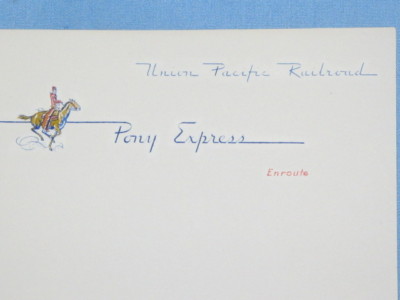 Union Pacific Railroad
Pony Express
Enroute